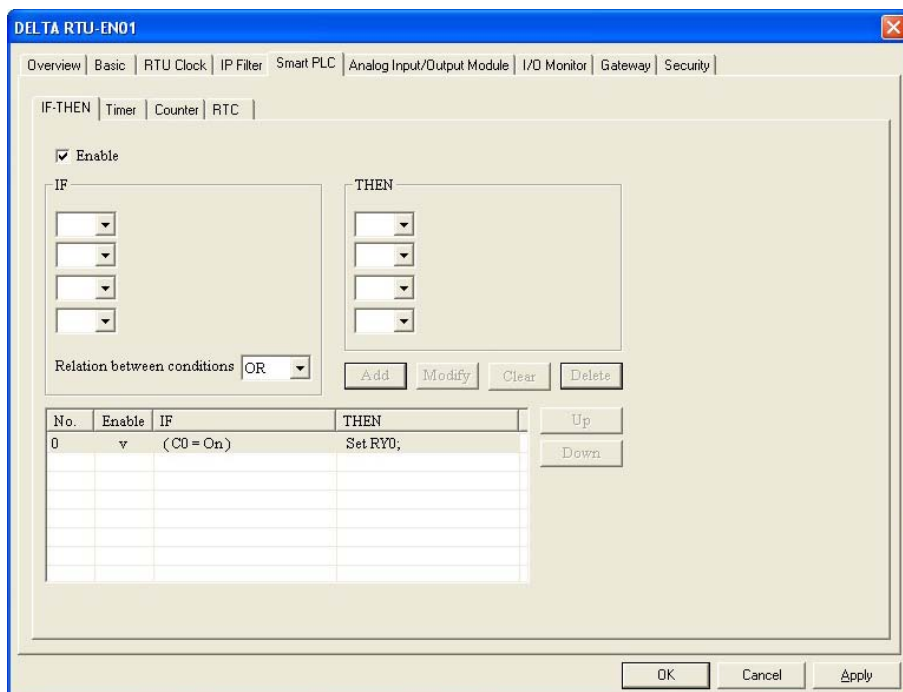 DELTA RTU-EN01
Overview Basic RTU Clock IP Filter Smart PLC Analog Input/Output Module I/O Monitor Gateway Security
IF-THEN Timer Counter RTC
Enable
IF THEN
Relation between conditions OR
Add Modify Clear Delete
No. Enable IF THEN Up
0 v (C0 = On) Set RY0;
Down
OK Cancel Apply